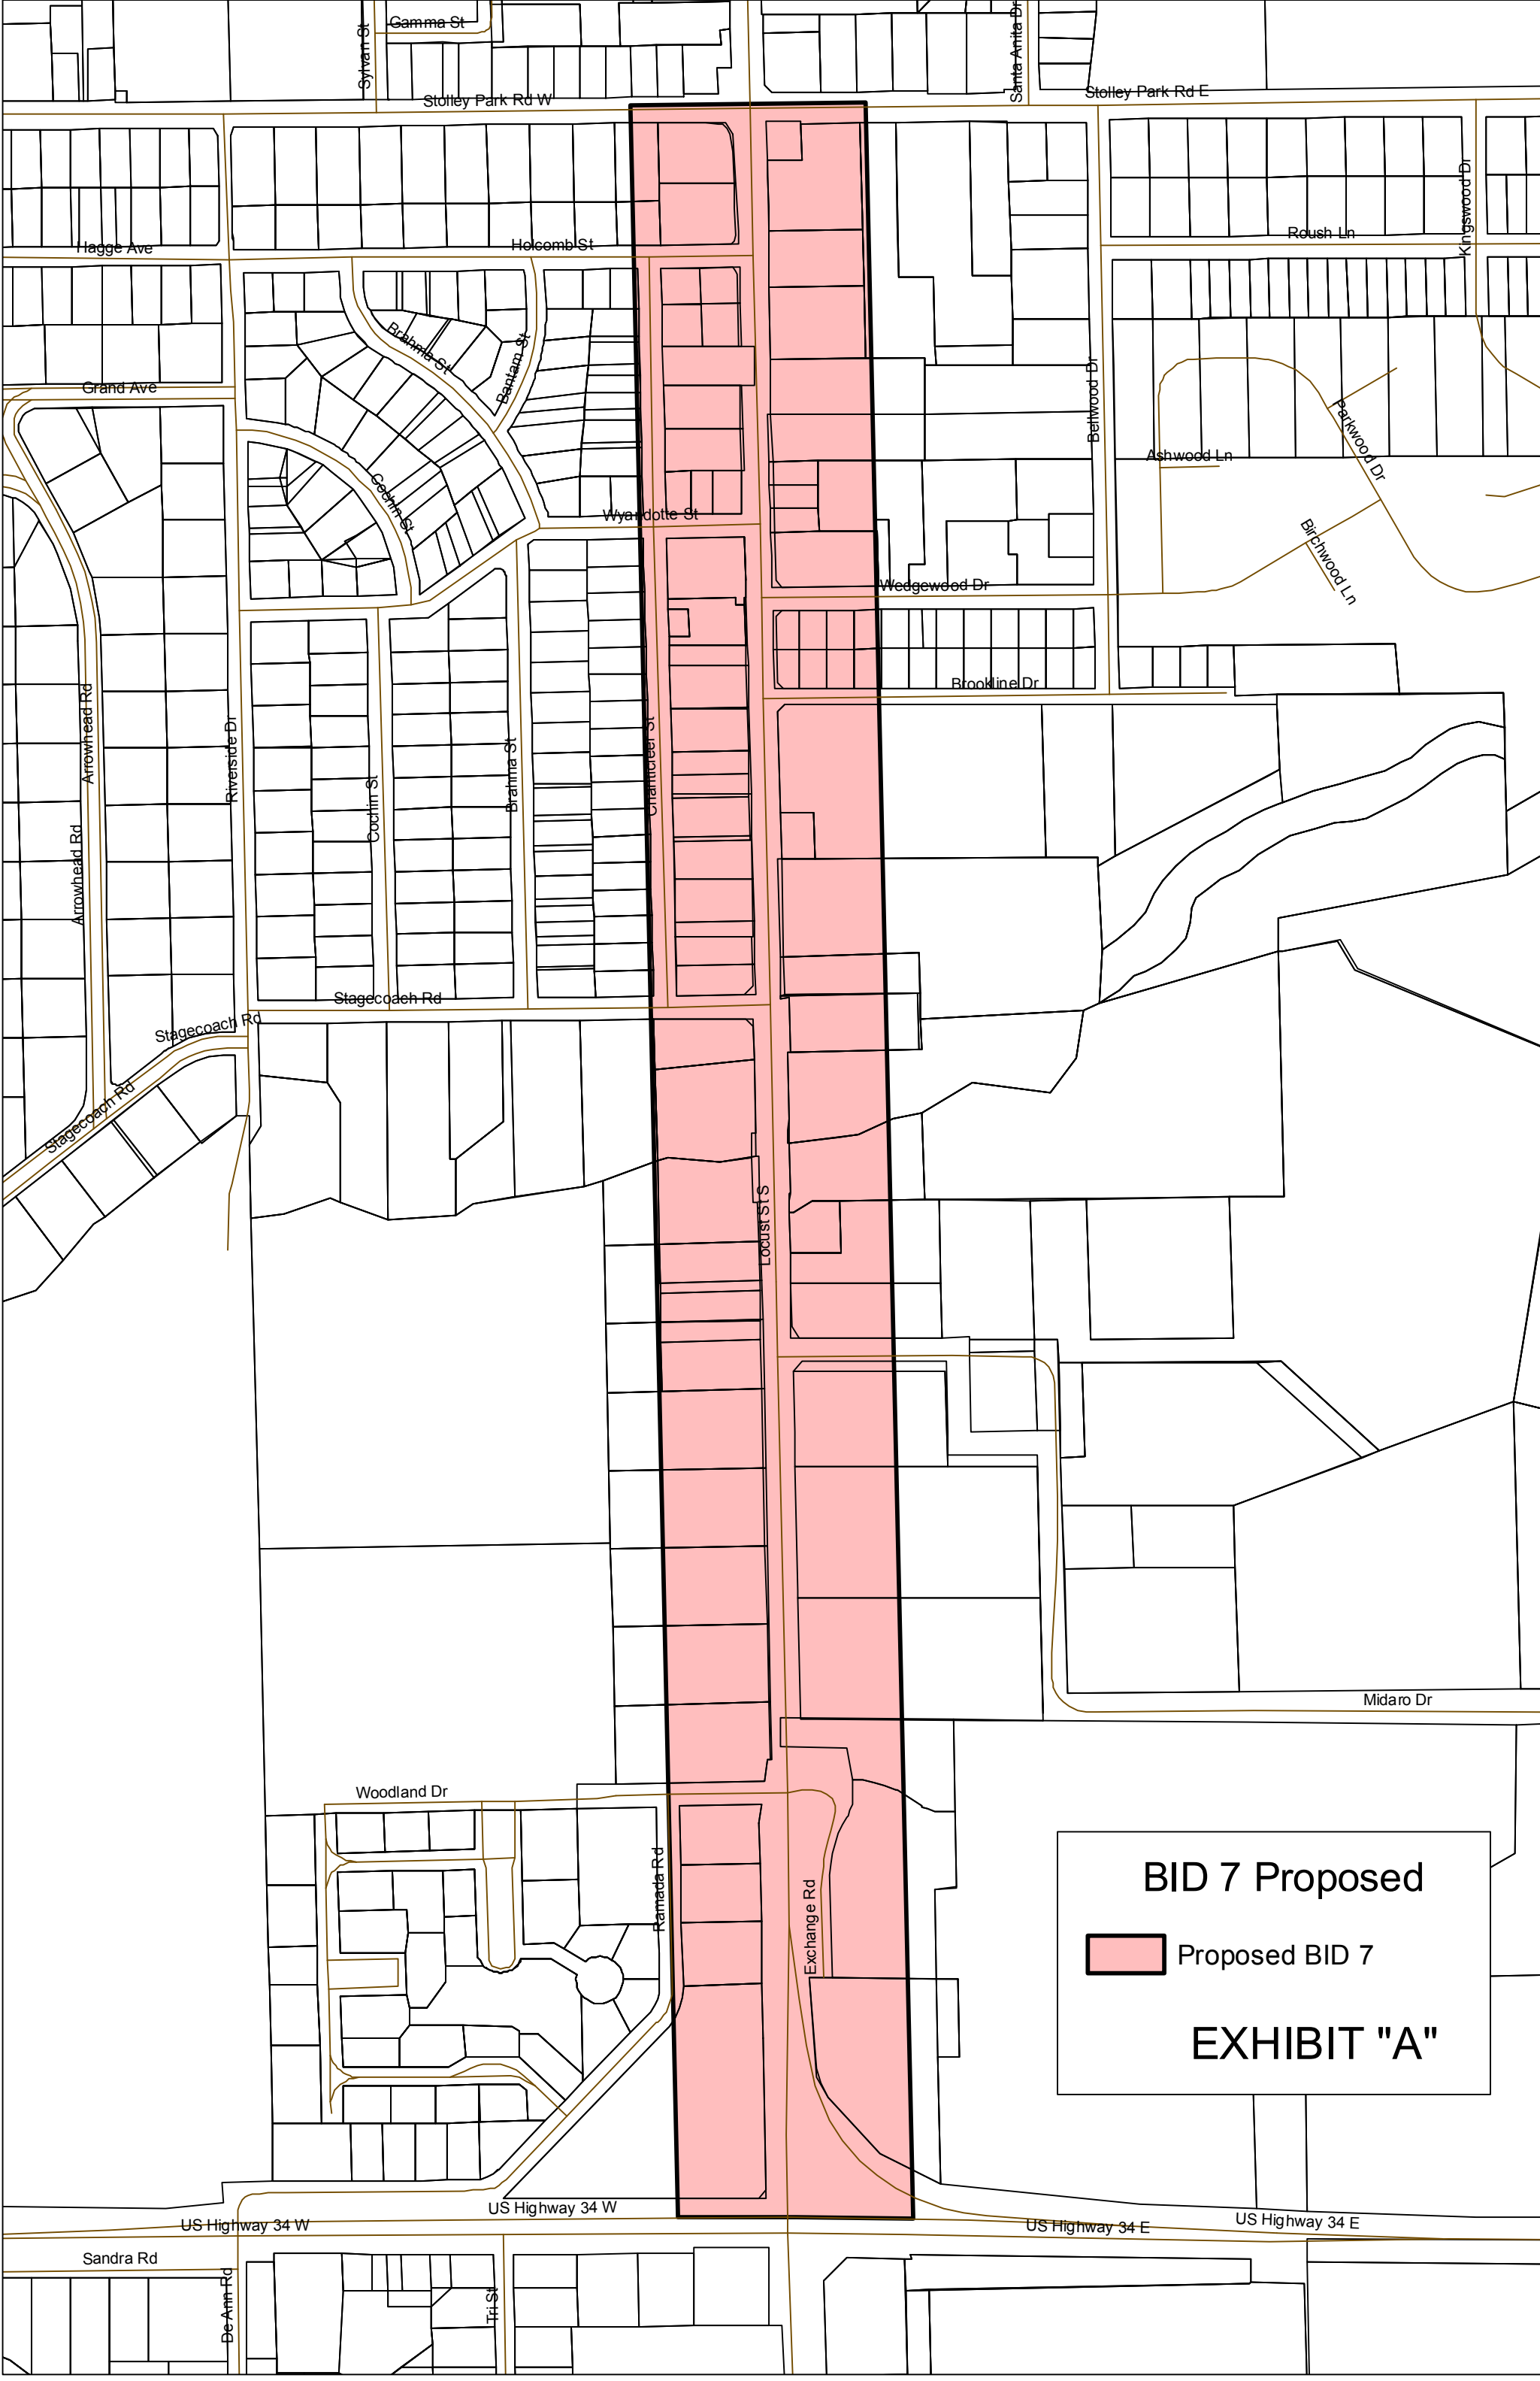 Gamma St
Sylvan St
Santa Anita Dr
Stolley Park Rd W
Stolley Park Rd E
Kingswood Dr
Hagge Ave
Holcomb St
Roush Ln
Brahma St
Bantam St
Grand Ave
Bellwood Dr
Parkwood Dr
Ashwood Ln
Cochin St
Wyandotte St
Birchwood Ln
Wedgewood Dr
Brookline Dr
Arrowhead Rd
Riverside Dr
Brahma St
Chanticleer St
Cochin St
Arrowhead Rd
Stagecoach Rd
Stagecoach Rd
Stagecoach Rd
Locust St S
Midaro Dr
Woodland Dr
Ramada Rd
Exchange Rd
BID 7 Proposed
Proposed BID 7
EXHIBIT "A"
US Highway 34 W
US Highway 34 W
US Highway 34 E
US Highway 34 E
Sandra Rd
De Ann Rd
Tri St